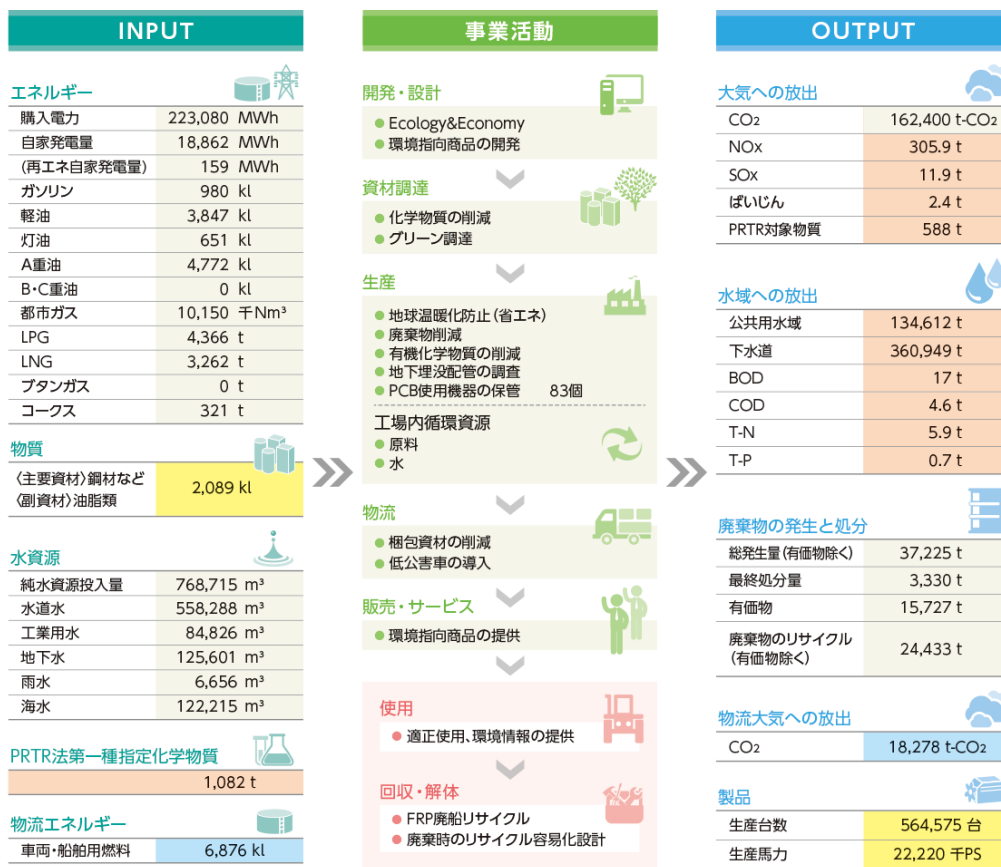 INPUT
エネルギー
購入電力 223,080 MWh
自家発電量 18,862 MWh
(再エネ自家発電量) 159 MWh
ガソリン 980 kl
軽油 3,847 kl
灯油 651 kl
A重油 4,772 kl
B・C重油 0 kl
都市ガス 10,150 千Nm³
LPG 4,366 t
LNG 3,262 t
ブタンガス 0 t
コークス 321 t
物質
〈主要資材〉鋼材など
〈副資材〉油脂類
2,089 kl
水資源
純水資源投入量 768,715 m³
水道水 558,288 m³
工業用水 84,826 m³
地下水 125,601 m³
雨水 6,656 m³
海水 122,215 m³
PRTR法第一種指定化学物質
1,082 t
物流エネルギー
車両・船舶用燃料 6,876 kl
事業活動
開発・設計
● Ecology&Economy
● 環境指向商品の開発
資材調達
● 化学物質の削減
● グリーン調達
生産
● 地球温暖化防止(省エネ)
● 廃棄物削減
● 有機化学物質の削減
● 地下埋没配管の調査
● PCB使用機器の保管 83個
工場内循環資源
● 原料
● 水
物流
● 梱包資材の削減
● 低公害車の導入
販売・サービス
● 環境指向商品の提供
使用
● 適正使用、環境情報の提供
回収・解体
● FRP廃船リサイクル
● 廃棄時のリサイクル容易化設計
OUTPUT
大気への放出
CO₂ 162,400 t-CO₂
NOx 305.9 t
SOx 11.9 t
ばいじん 2.4 t
PRTR対象物質 588 t
水域への放出
公共用水域 134,612 t
下水道 360,949 t
BOD 17 t
COD 4.6 t
T-N 5.9 t
T-P 0.7 t
廃棄物の発生と処分
総発生量(有価物除く) 37,225 t
最終処分量 3,330 t
有価物 15,727 t
廃棄物のリサイクル
(有価物除く)
24,433 t
物流大気への放出
CO₂ 18,278 t-CO₂
製品
生産台数 564,575 台
生産馬力 22,220 千PS